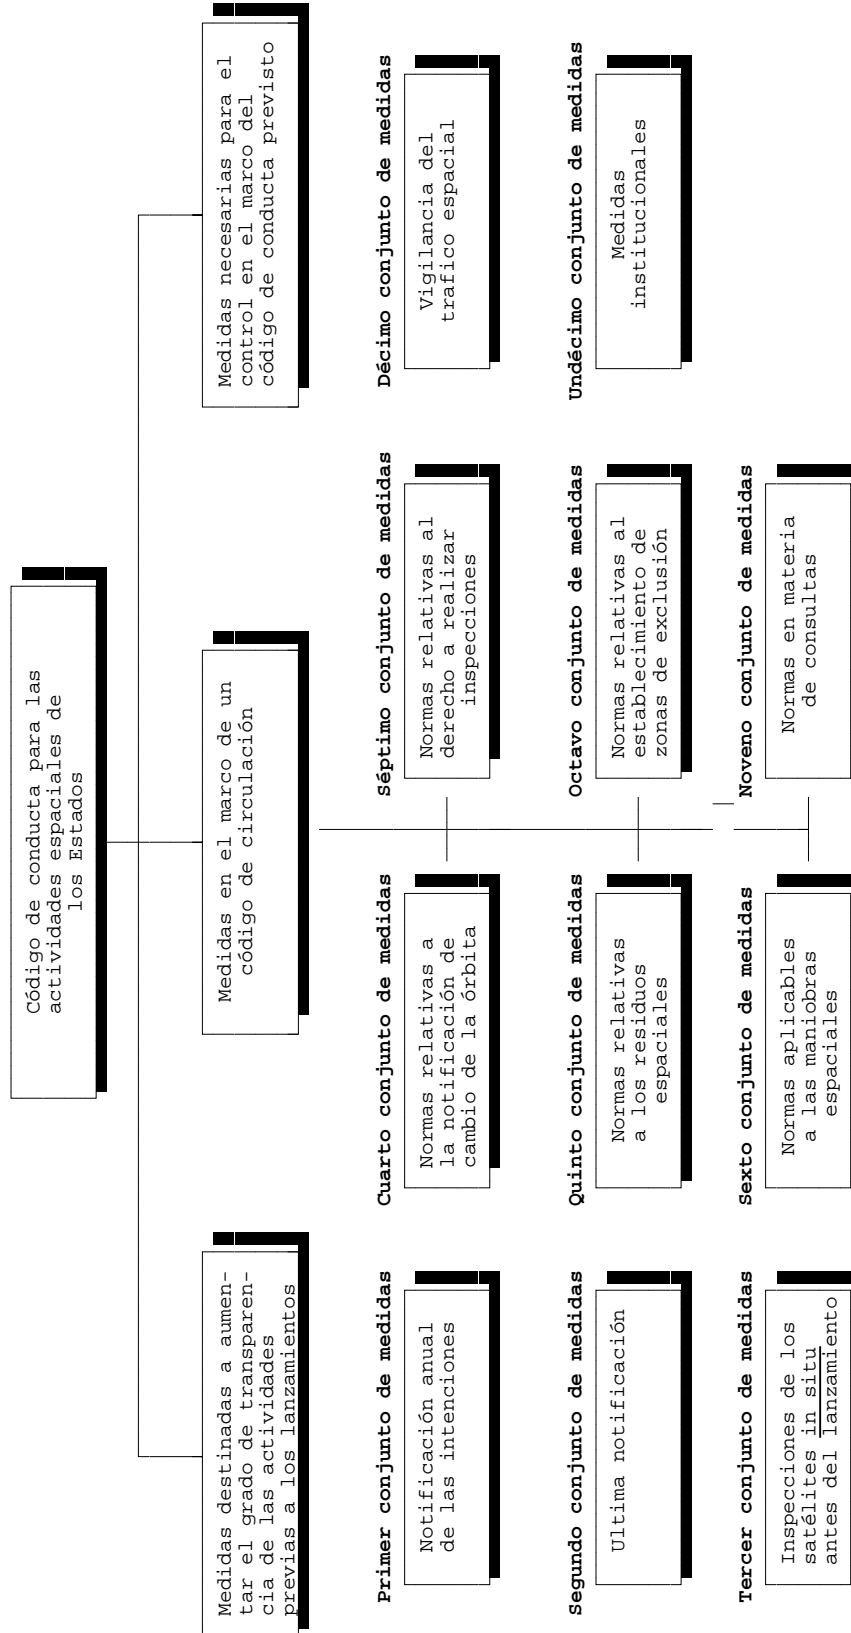 Código de conducta para las
actividades espaciales de
los Estados
Medidas destinadas a aumen-
tar el grado de transparen-
cia de las actividades
previas a los lanzamientos
Medidas en el marco de un
código de circulación
Medidas necesarias para el
control en el marco del
código de conducta previsto
Primer conjunto de medidas
Notificación anual
de las intenciones
Cuarto conjunto de medidas
Normas relativas a
la notificación de
cambio de la órbita
Séptimo conjunto de medidas
Normas relativas al
derecho a realizar
inspecciones
Décimo conjunto de medidas
Vigilancia del
trafico espacial
Segundo conjunto de medidas
Ultima notificación
Quinto conjunto de medidas
Normas relativas
a los residuos
espaciales
Octavo conjunto de medidas
Normas relativas al
establecimiento de
zonas de exclusión
Undécimo conjunto de medidas
Medidas
institucionales
Tercer conjunto de medidas
Inspecciones de los
satélites in situ
antes del lanzamiento
Sexto conjunto de medidas
Normas aplicables
a las maniobras
espaciales
Noveno conjunto de medidas
Normas en materia
de consultas